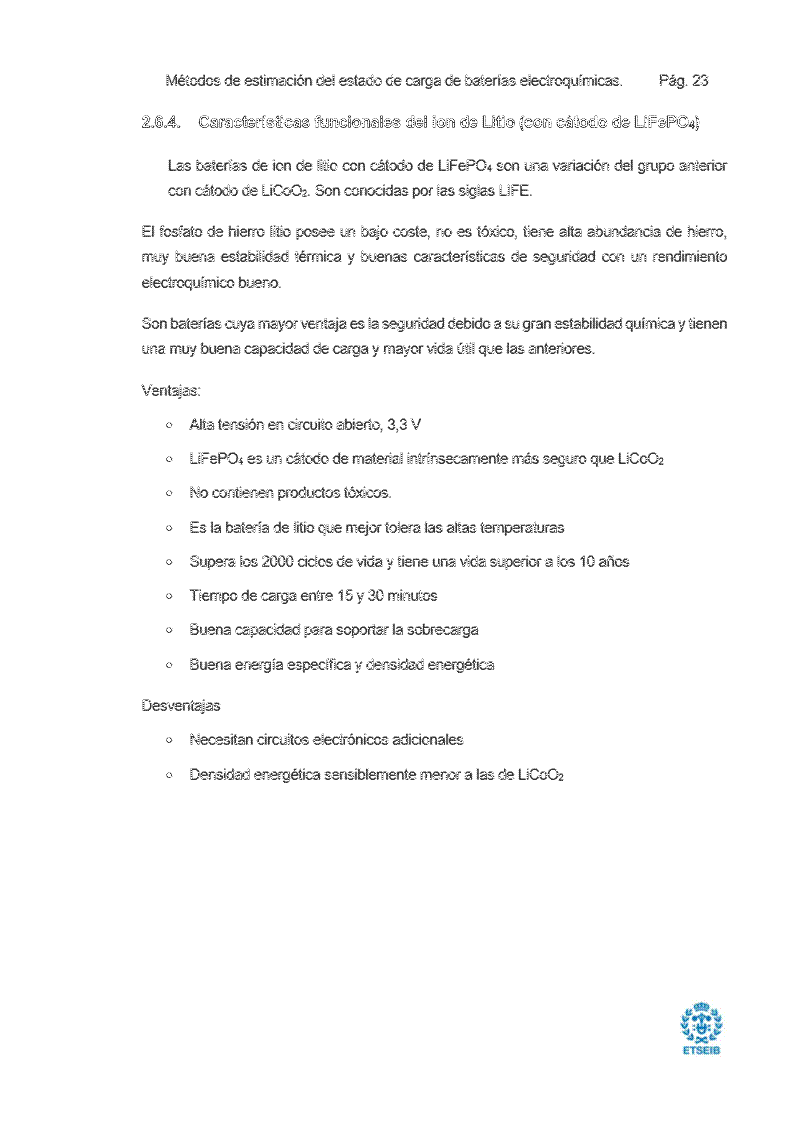 Métodos de estimación del estado de carga de baterías electroquímicas. Pág. 23
2.6.4. Características funcionales del ion de Litio (con cátodo de LiFePO₄)
Las baterías de ion de litio con cátodo de LiFePO₄ son una variación del grupo anterior
con cátodo de LiCoO₂. Son conocidas por las siglas LIFE.
El fosfato de hierro litio posee un bajo coste, no es tóxico, tiene alta abundancia de hierro,
muy buena estabilidad térmica y buenas características de seguridad con un rendimiento
electroquímico bueno.
Son baterías cuya mayor ventaja es la seguridad debido a su gran estabilidad química y tienen
una muy buena capacidad de carga y mayor vida útil que las anteriores.
Ventajas:
o Alta tensión en circuito abierto, 3,3 V
o LiFePO₄ es un cátodo de material intrínsecamente más seguro que LiCoO₂
o No contienen productos tóxicos.
o Es la batería de litio que mejor tolera las altas temperaturas
o Supera los 2000 ciclos de vida y tiene una vida superior a los 10 años
o Tiempo de carga entre 15 y 30 minutos
o Buena capacidad para soportar la sobrecarga
o Buena energía específica y densidad energética
Desventajas
o Necesitan circuitos electrónicos adicionales
o Densidad energética sensiblemente menor a las de LiCoO₂
ETSEIB